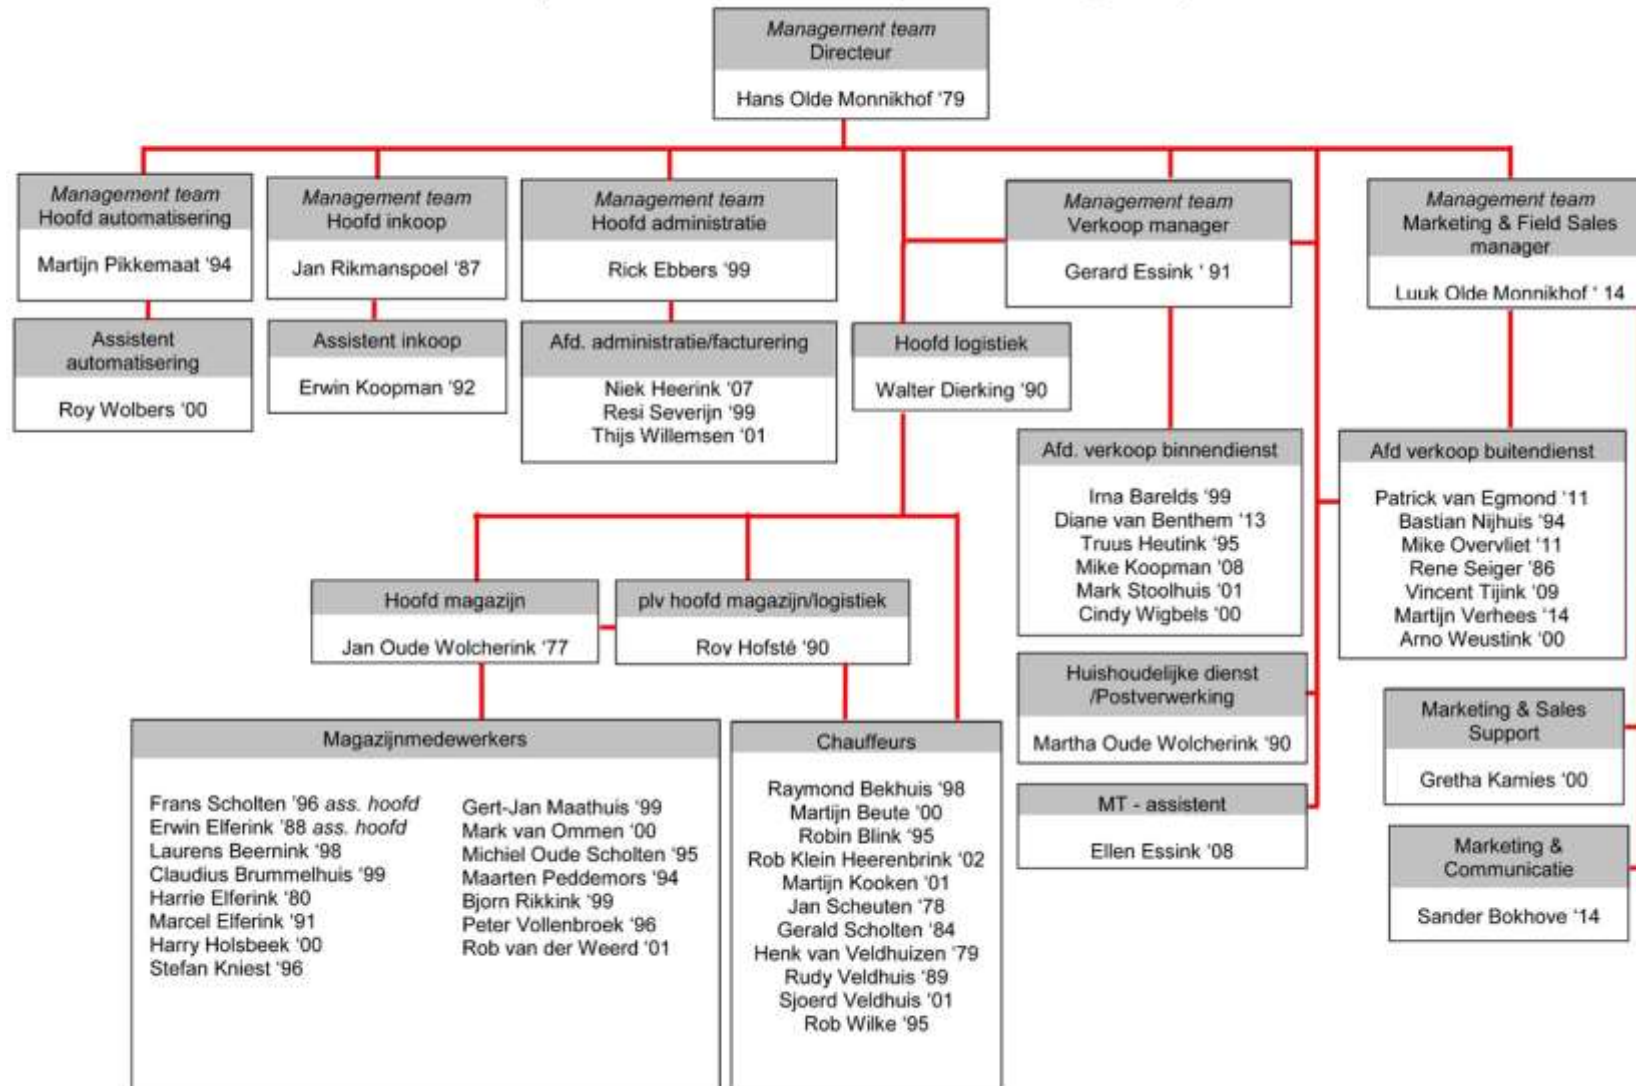 Management team
Directeur
Hans Olde Monnikhof '79
Management team
Hoofd automatisering
Martijn Pikkemaat '94
Management team
Hoofd inkoop
Jan Rikmanspoel '87
Management team
Hoofd administratie
Rick Ebbers '99
Management team
Verkoop manager
Gerard Essink ' 91
Management team
Marketing & Field Sales
manager
Luuk Olde Monnikhof ' 14
Assistent
automatisering
Roy Wolbers '00
Assistent inkoop
Erwin Koopman '92
Afd. administratie/facturering
Niek Heerink '07
Resi Severijn '99
Thijs Willemsen '01
Hoofd logistiek
Walter Dierking '90
Afd. verkoop binnendienst
Irna Barelds '99
Diane van Benthem '13
Truus Heutink '95
Mike Koopman '08
Mark Stoolhuis '01
Cindy Wigbels '00
Afd verkoop buitendienst
Patrick van Egmond '11
Bastian Nijhuis '94
Mike Overvliet '11
Rene Seiger '86
Vincent Tijink '09
Martijn Verhees '14
Arno Weustink '00
Hoofd magazijn
Jan Oude Wolcherink '77
plv hoofd magazijn/logistiek
Roy Hofsté '90
Huishoudelijke dienst
/Postverwerking
Martha Oude Wolcherink '90
Marketing & Sales
Support
Gretha Kamies '00
MT - assistent
Ellen Essink '08
Marketing &
Communicatie
Sander Bokhove '14
Magazijnmedewerkers
Frans Scholten '96 ass. hoofd
Erwin Elferink '88 ass. hoofd
Laurens Beernink '98
Claudius Brummelhuis '99
Harrie Elferink '80
Marcel Elferink '91
Harry Holsbeek '00
Stefan Kniest '96
Gert-Jan Maathuis '99
Mark van Ommen '00
Michiel Oude Scholten '95
Maarten Peddemors '94
Bjorn Rikkink '99
Peter Vollenbroek '96
Rob van der Weerd '01
Chauffeurs
Raymond Bekhuis '98
Martijn Beute '00
Robin Blink '95
Rob Klein Heerenbrink '02
Martijn Kooken '01
Jan Scheuten '78
Gerald Scholten '84
Henk van Veldhuizen '79
Rudy Veldhuis '89
Sjoerd Veldhuis '01
Rob Wilke '95